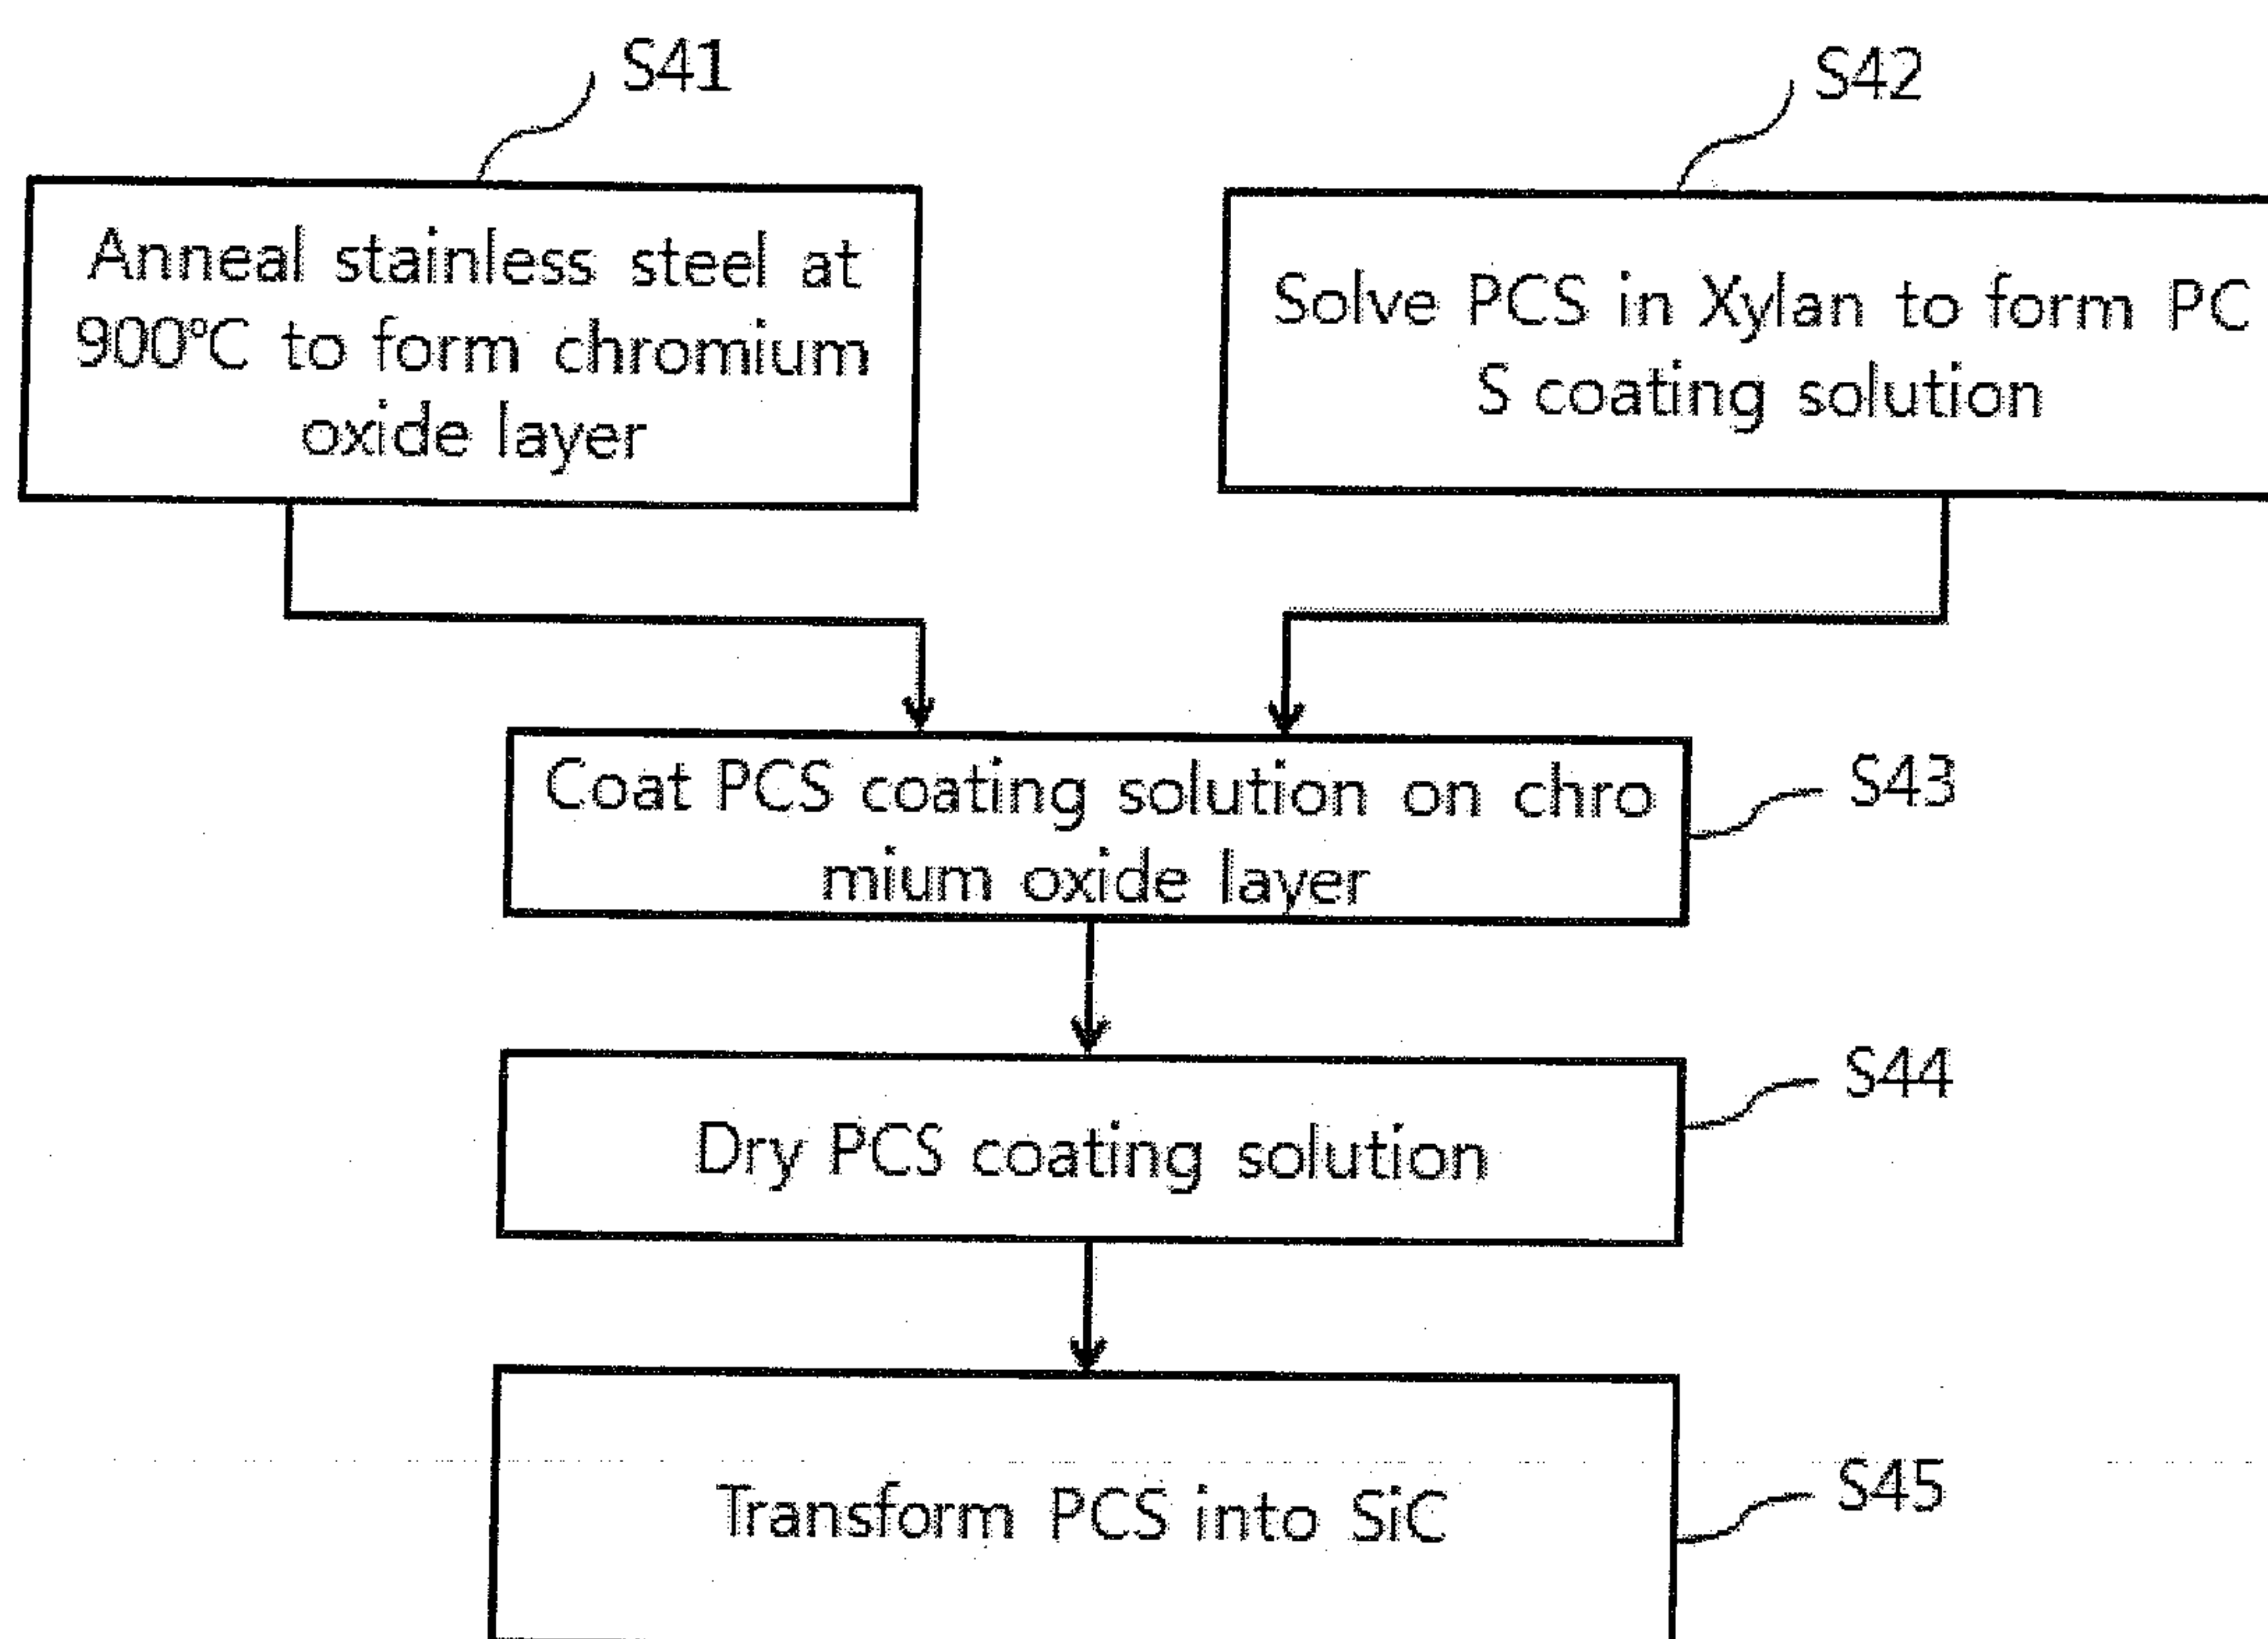 S41
S42
Anneal stainless steel at
900°C to form chromium
oxide layer
Solve PCS in Xylan to form PC
S coating solution
Coat PCS coating solution on chro
mium oxide layer
S43
Dry PCS coating solution
S44
Transform PCS into SiC
S45